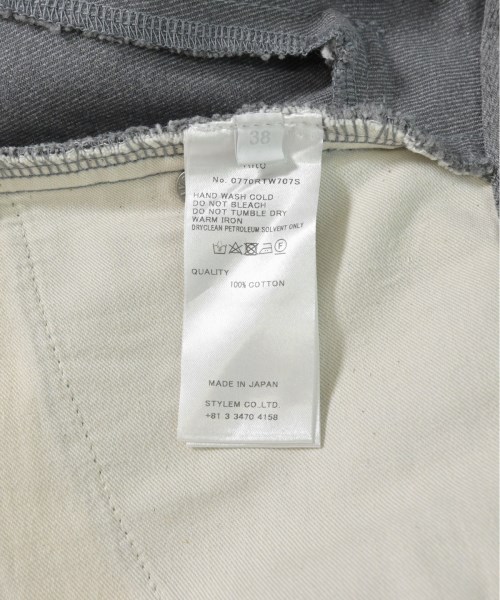 38
No. 0770RTW707S
HAND WASH COLD
DO NOT BLEACH
DO NOT TUMBLE DRY
WARM IRON
DRYCLEAN PETROLEUM SOLVENT ONLY
F
QUALITY
100% COTTON
MADE IN JAPAN
STYLEM CO.,LTD.
+81 3 3470 4158